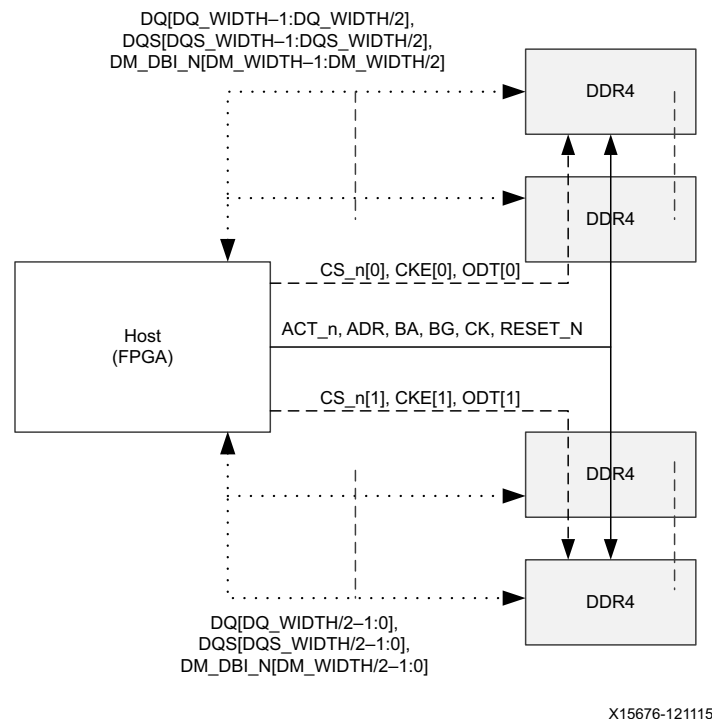 DQ[DQ_WIDTH–1:DQ_WIDTH/2],
DQS[DQS_WIDTH–1:DQS_WIDTH/2],
DM_DBI_N[DM_WIDTH–1:DM_WIDTH/2]
DDR4
DDR4
CS_n[0], CKE[0], ODT[0]
Host
(FPGA)
ACT_n, ADR, BA, BG, CK, RESET_N
CS_n[1], CKE[1], ODT[1]
DDR4
DDR4
DQ[DQ_WIDTH/2–1:0],
DQS[DQS_WIDTH/2–1:0],
DM_DBI_N[DM_WIDTH/2–1:0]
X15676-121115